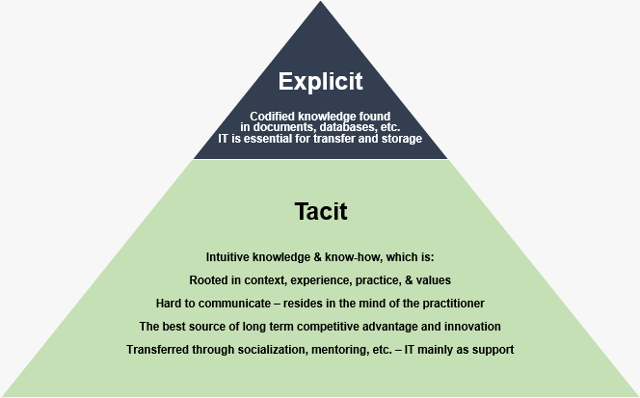 Explicit
Codified knowledge found
in documents, databases, etc.
IT is essential for transfer and storage
Tacit
Intuitive knowledge & know-how, which is:
Rooted in context, experience, practice, & values
Hard to communicate – resides in the mind of the practitioner
The best source of long term competitive advantage and innovation
Transferred through socialization, mentoring, etc. – IT mainly as support